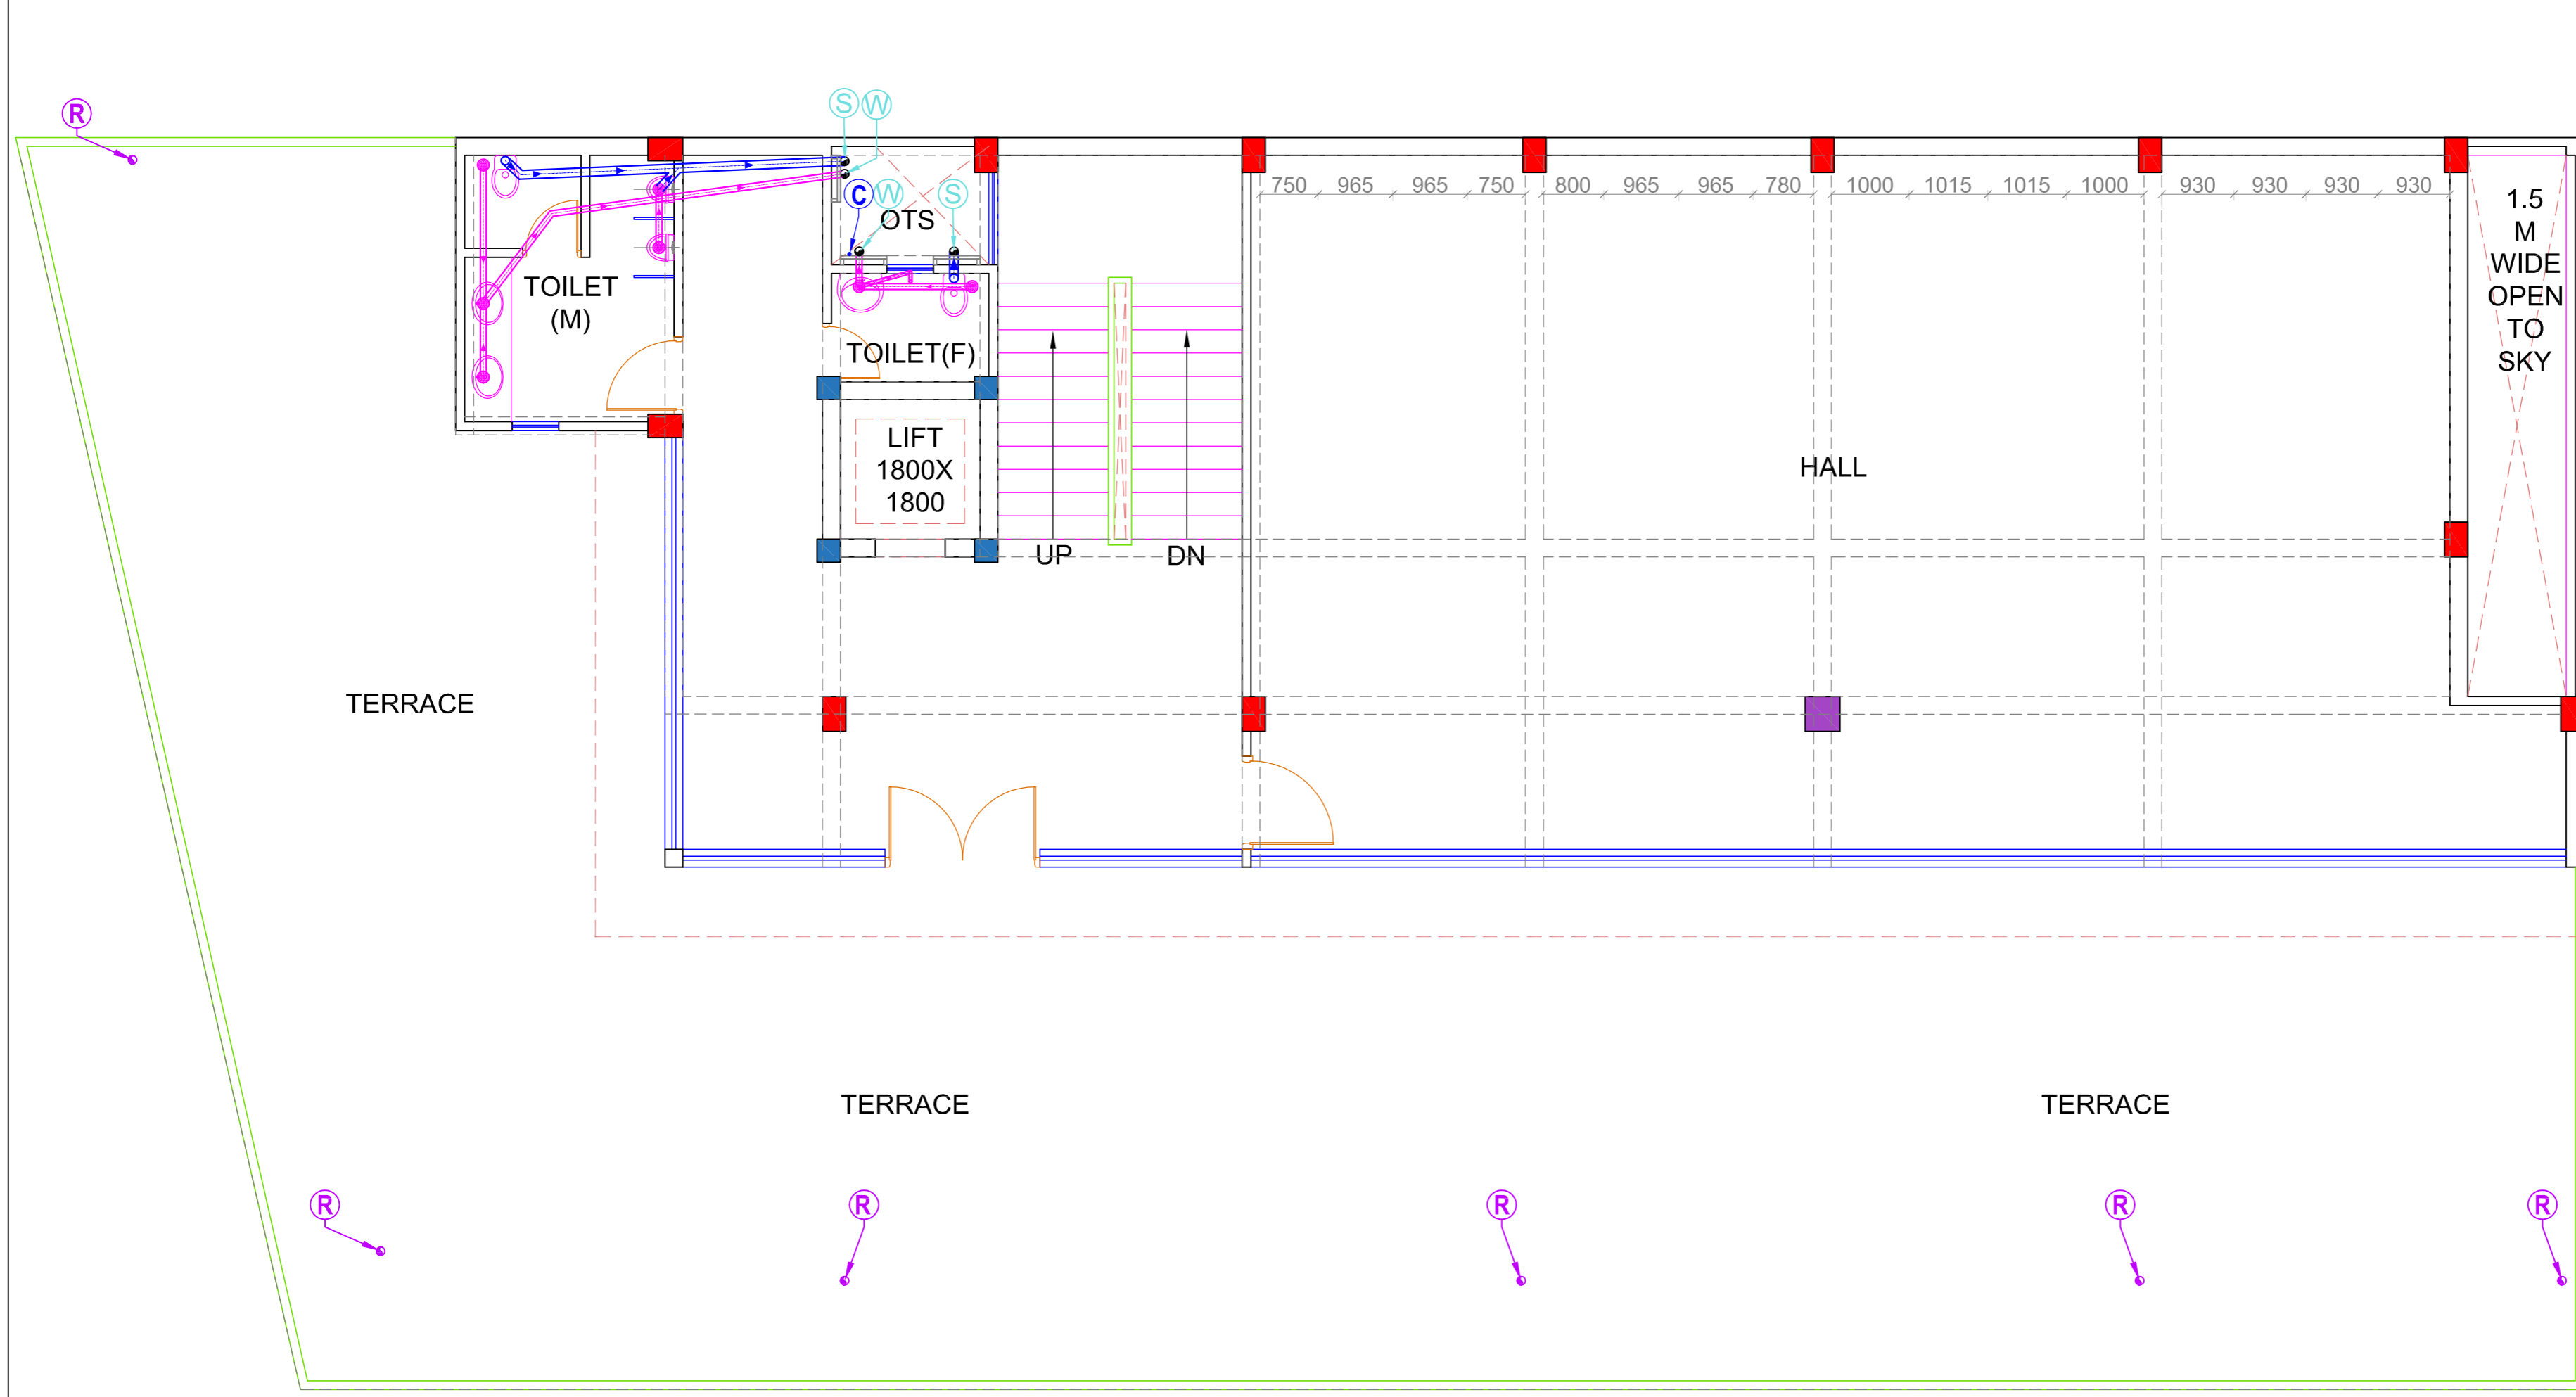 R
S W
C W S
OTS
750 965 965 750 800 965 965 780 1000 1015 1015 1000 930 930 930 930
1.5
M
WIDE
OPEN
TO
SKY
TOILET
(M)
TOILET(F)
LIFT
1800X
1800
HALL
UP DN
TERRACE
TERRACE
TERRACE
R
R
R
R
R